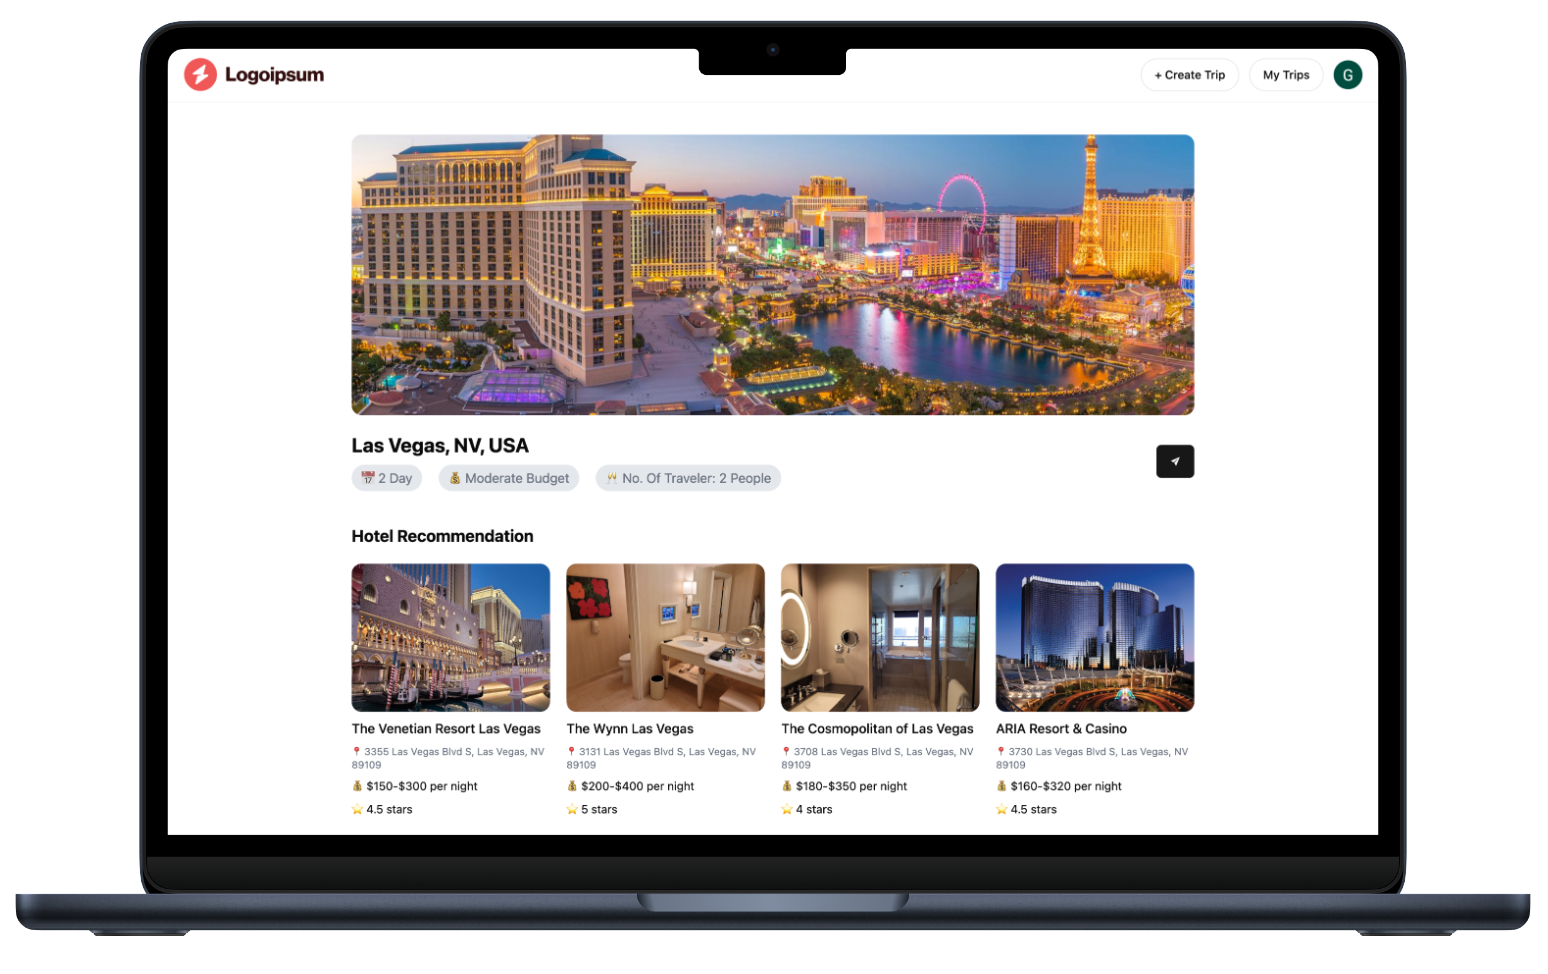 Logoipsum
+ Create Trip
My Trips
G
Las Vegas, NV, USA
2 Day
Moderate Budget
No. Of Traveler: 2 People
Hotel Recommendation
The Venetian Resort Las Vegas
3355 Las Vegas Blvd S, Las Vegas, NV
89109
$150-$300 per night
4.5 stars
The Wynn Las Vegas
3131 Las Vegas Blvd S, Las Vegas, NV
89109
$200-$400 per night
5 stars
The Cosmopolitan of Las Vegas
3708 Las Vegas Blvd S, Las Vegas, NV
89109
$180-$350 per night
4 stars
ARIA Resort & Casino
3730 Las Vegas Blvd S, Las Vegas, NV
89109
$160-$320 per night
4.5 stars